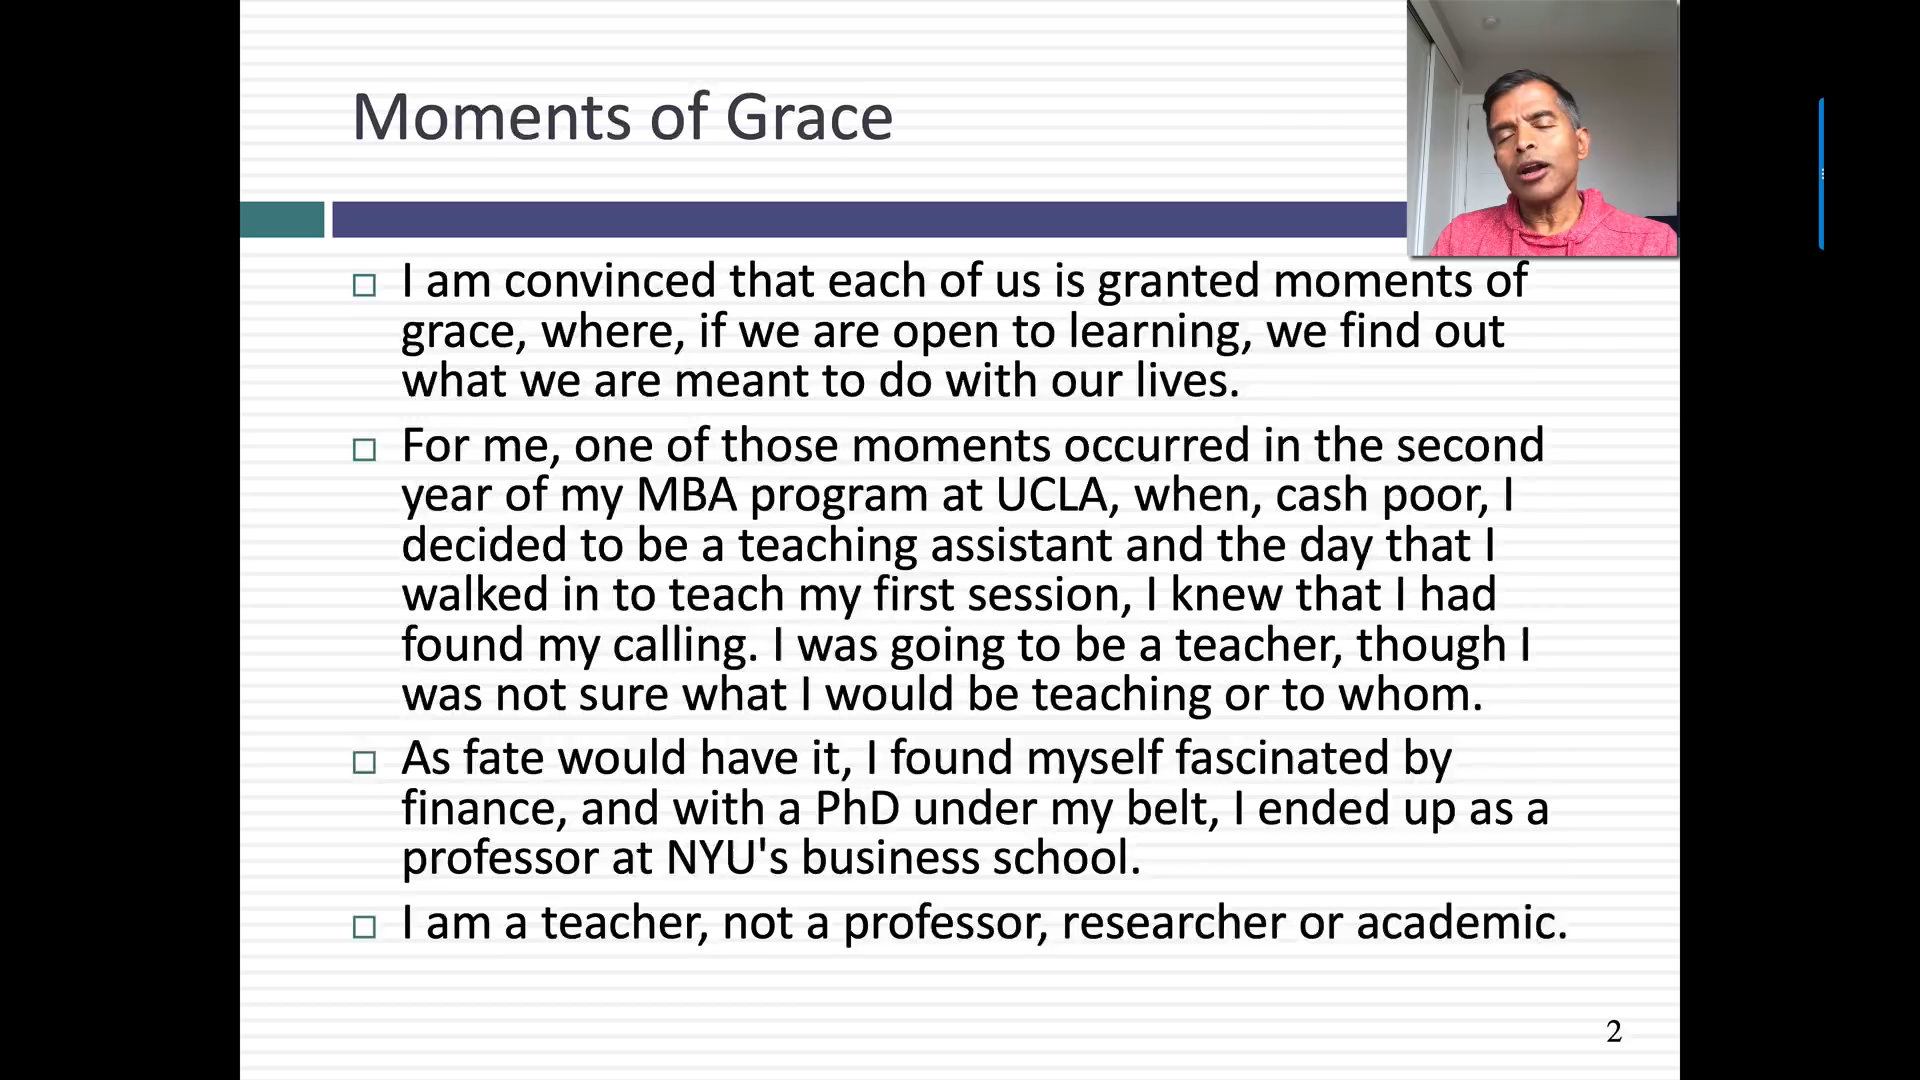 Moments of Grace
I am convinced that each of us is granted moments of
grace, where, if we are open to learning, we find out
what we are meant to do with our lives.
For me, one of those moments occurred in the second
year of my MBA program at UCLA, when, cash poor, I
decided to be a teaching assistant and the day that I
walked in to teach my first session, I knew that I had
found my calling. I was going to be a teacher, though I
was not sure what I would be teaching or to whom.
As fate would have it, I found myself fascinated by
finance, and with a PhD under my belt, I ended up as a
professor at NYU's business school.
I am a teacher, not a professor, researcher or academic.
2